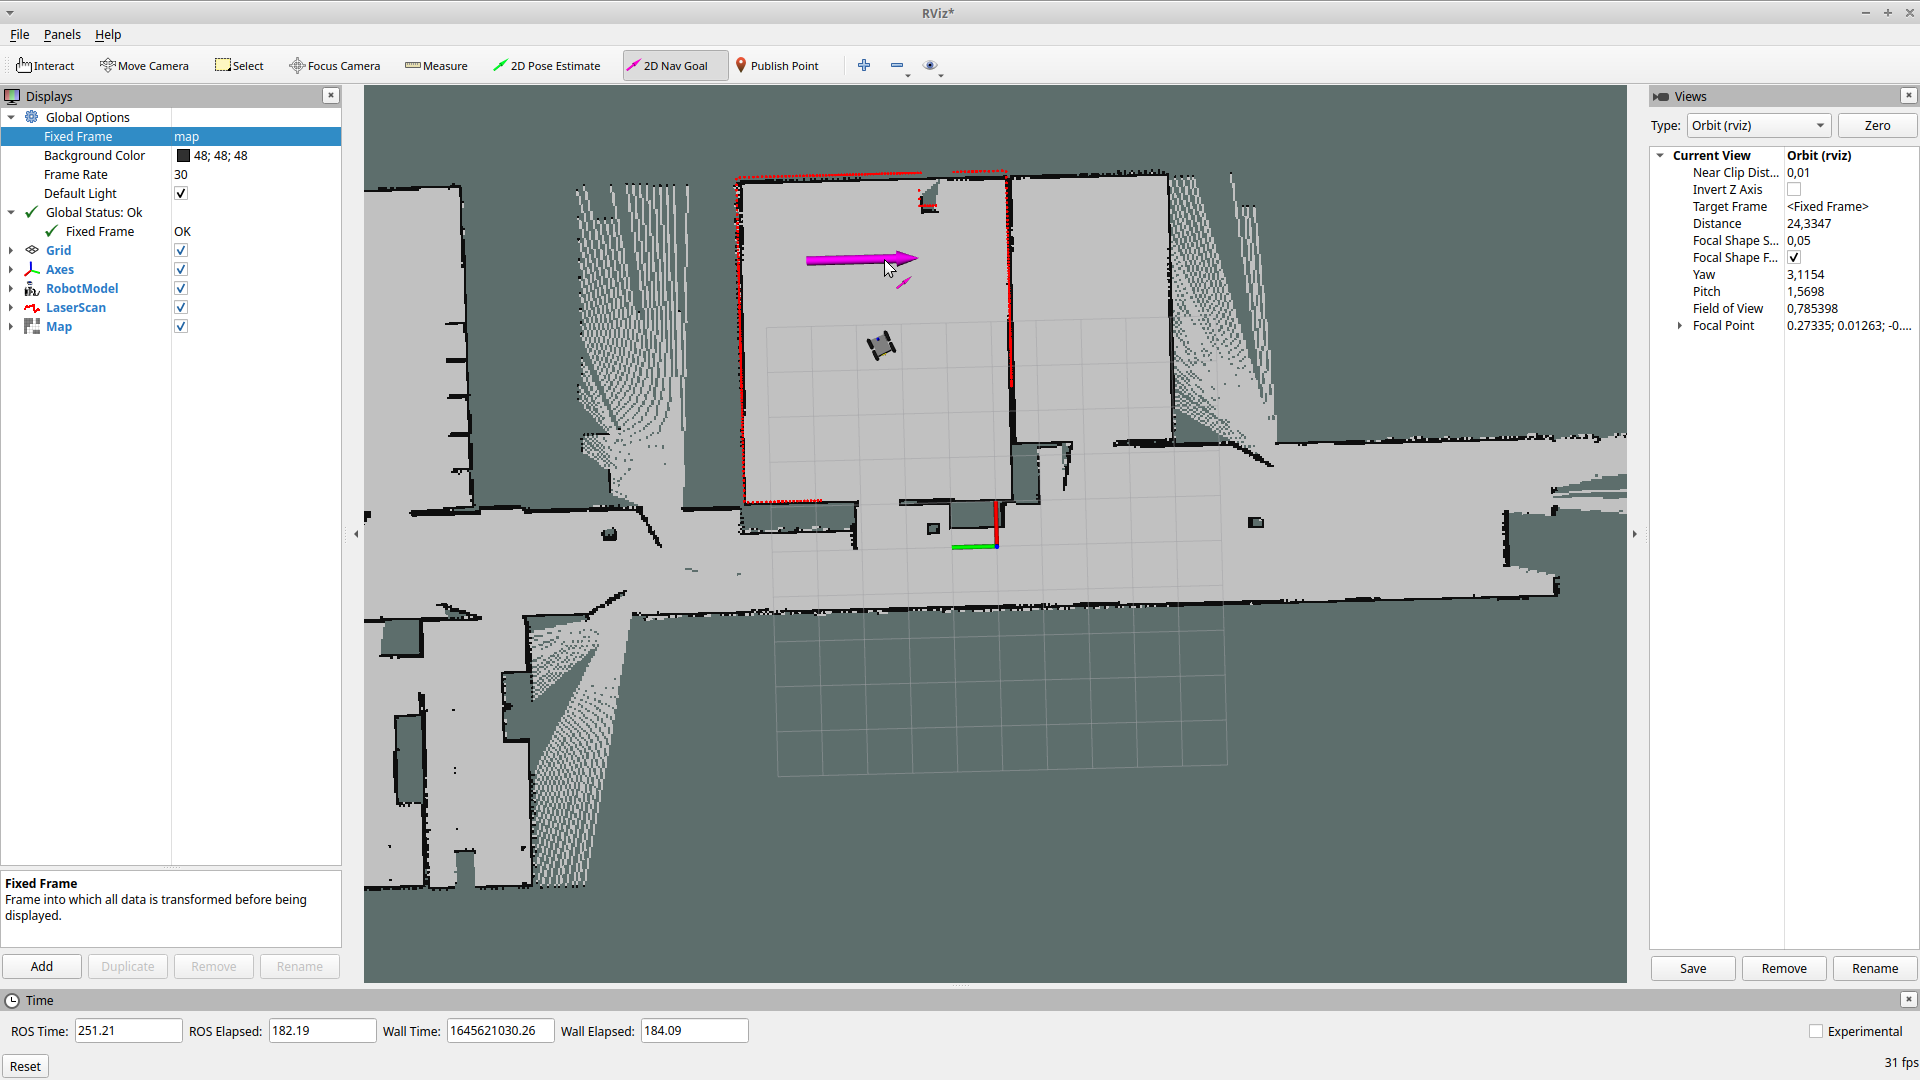 RViz*
File Panels Help
Interact Move Camera Select Focus Camera Measure 2D Pose Estimate 2D Nav Goal Publish Point
Displays
Global Options
Fixed Frame map
Background Color 48; 48; 48
Frame Rate 30
Default Light
Global Status: Ok
Fixed Frame OK
Grid
Axes
RobotModel
LaserScan
Map
Fixed Frame
Frame into which all data is transformed before being
displayed.
Add Duplicate Remove Rename
Views
Type: Orbit (rviz) Zero
Current View Orbit (rviz)
Near Clip Dist... 0,01
Invert Z Axis
Target Frame <Fixed Frame>
Distance 24,3347
Focal Shape S... 0,05
Focal Shape F...
Yaw 3,1154
Pitch 1,5698
Field of View 0,785398
Focal Point 0.27335; 0.01263; -0....
Save Remove Rename
Time
ROS Time: 251.21 ROS Elapsed: 182.19 Wall Time: 1645621030.26 Wall Elapsed: 184.09 Experimental
Reset 31 fps